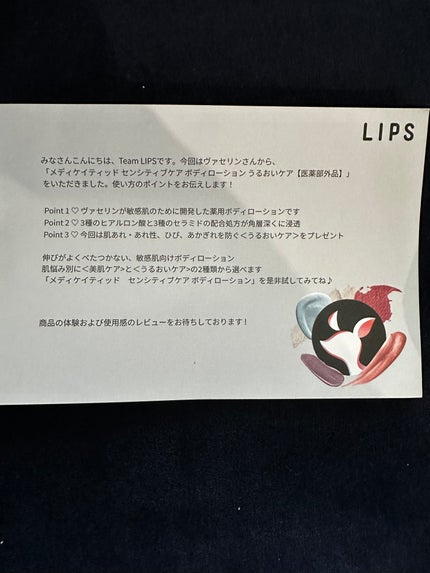 LIPS
みなさんこんにちは、Team LIPSです。今回はヴァセリンさんから、
「メディケイティッド センシティブケア ボディローション うるおいケア【医薬部外品】」
をいただきました。使い方のポイントをお伝えします！
Point 1 ♡ ヴァセリンが敏感肌のために開発した薬用ボディローションです
Point 2 ♡ 3種のヒアルロン酸と3種のセラミドの配合処方が角層深くに浸透
Point 3 ♡ 今回は肌あれ・あれ性、ひび、あかぎれを防ぐ＜うるおいケア＞をプレゼント
伸びがよくべたつかない、敏感肌向けボディローション
肌悩み別に＜美肌ケア＞と＜うるおいケア＞の2種類から選べます
「メディケイティッド　センシティブケア ボディローション」を是非試してみてね♪
商品の体験および使用感のレビューをお待ちしております！